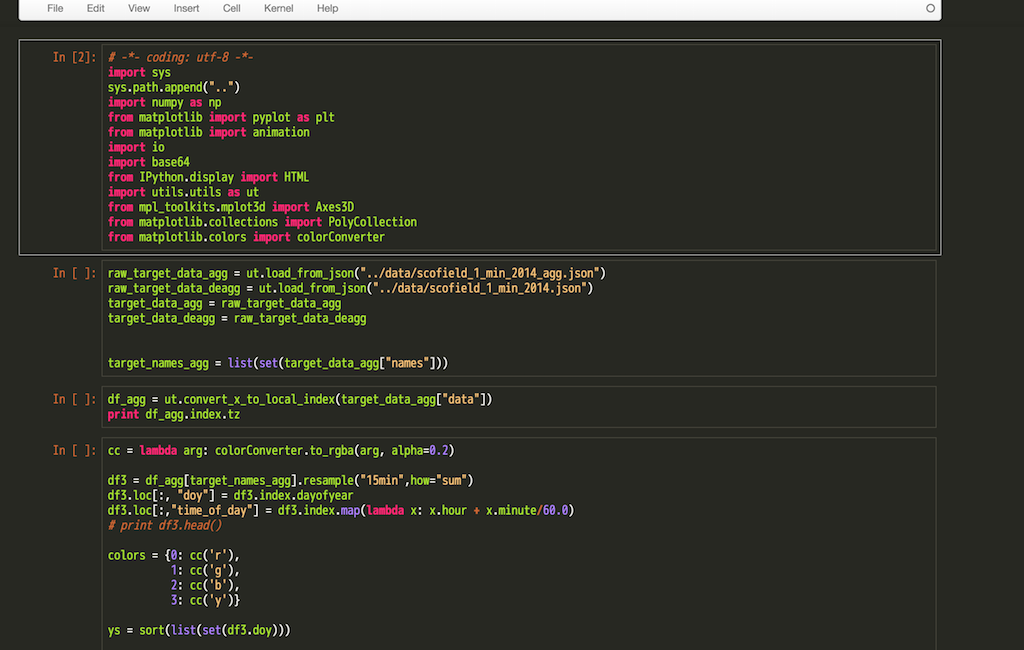 File Edit View Insert Cell Kernel Help
In [2]: # -*- coding: utf-8 -*-
import sys
sys.path.append("..")
import numpy as np
from matplotlib import pyplot as plt
from matplotlib import animation
import io
import base64
from IPython.display import HTML
import utils.utils as ut
from mpl_toolkits.mplot3d import Axes3D
from matplotlib.collections import PolyCollection
from matplotlib.colors import colorConverter
In [ ]: raw_target_data_agg = ut.load_from_json("../data/scofield_1_min_2014_agg.json")
raw_target_data_deagg = ut.load_from_json("../data/scofield_1_min_2014.json")
target_data_agg = raw_target_data_agg
target_data_deagg = raw_target_data_deagg
target_names_agg = list(set(target_data_agg["names"]))
In [ ]: df_agg = ut.convert_x_to_local_index(target_data_agg["data"])
print df_agg.index.tz
In [ ]: cc = lambda arg: colorConverter.to_rgba(arg, alpha=0.2)
df3 = df_agg[target_names_agg].resample("15min",how="sum")
df3.loc[:, "doy"] = df3.index.dayofyear
df3.loc[:,"time_of_day"] = df3.index.map(lambda x: x.hour + x.minute/60.0)
# print df3.head()
colors = {0: cc('r'),
1: cc('g'),
2: cc('b'),
3: cc('y')}
ys = sort(list(set(df3.doy)))